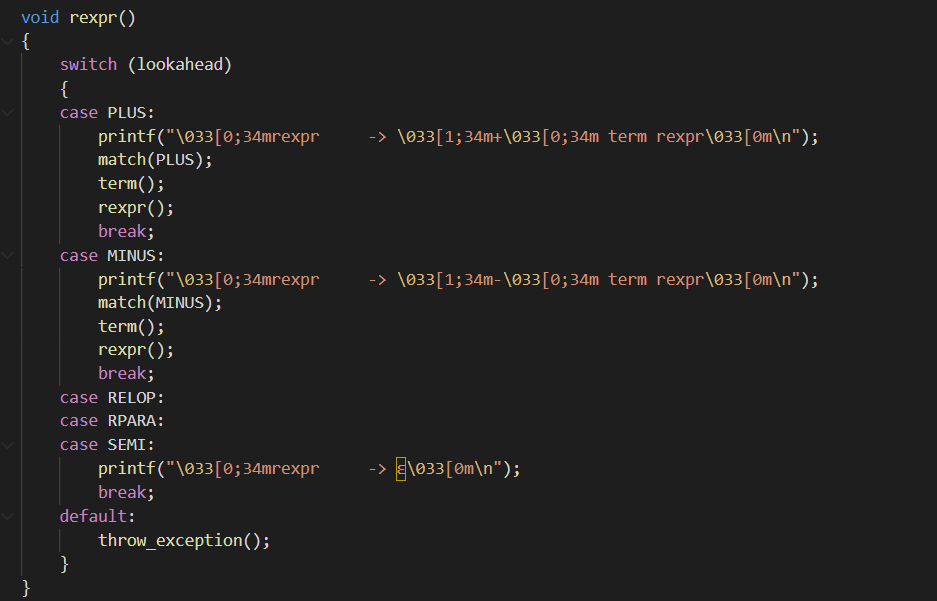 void rexpr()
{
    switch (lookahead)
    {
    case PLUS:
        printf("\033[0;34mrexpr     -> \033[1;34m+\033[0;34m term rexpr\033[0m\n");
        match(PLUS);
        term();
        rexpr();
        break;
    case MINUS:
        printf("\033[0;34mrexpr     -> \033[1;34m-\033[0;34m term rexpr\033[0m\n");
        match(MINUS);
        term();
        rexpr();
        break;
    case RELOP:
    case RPARA:
    case SEMI:
        printf("\033[0;34mrexpr     -> ε\033[0m\n");
        break;
    default:
        throw_exception();
    }
}